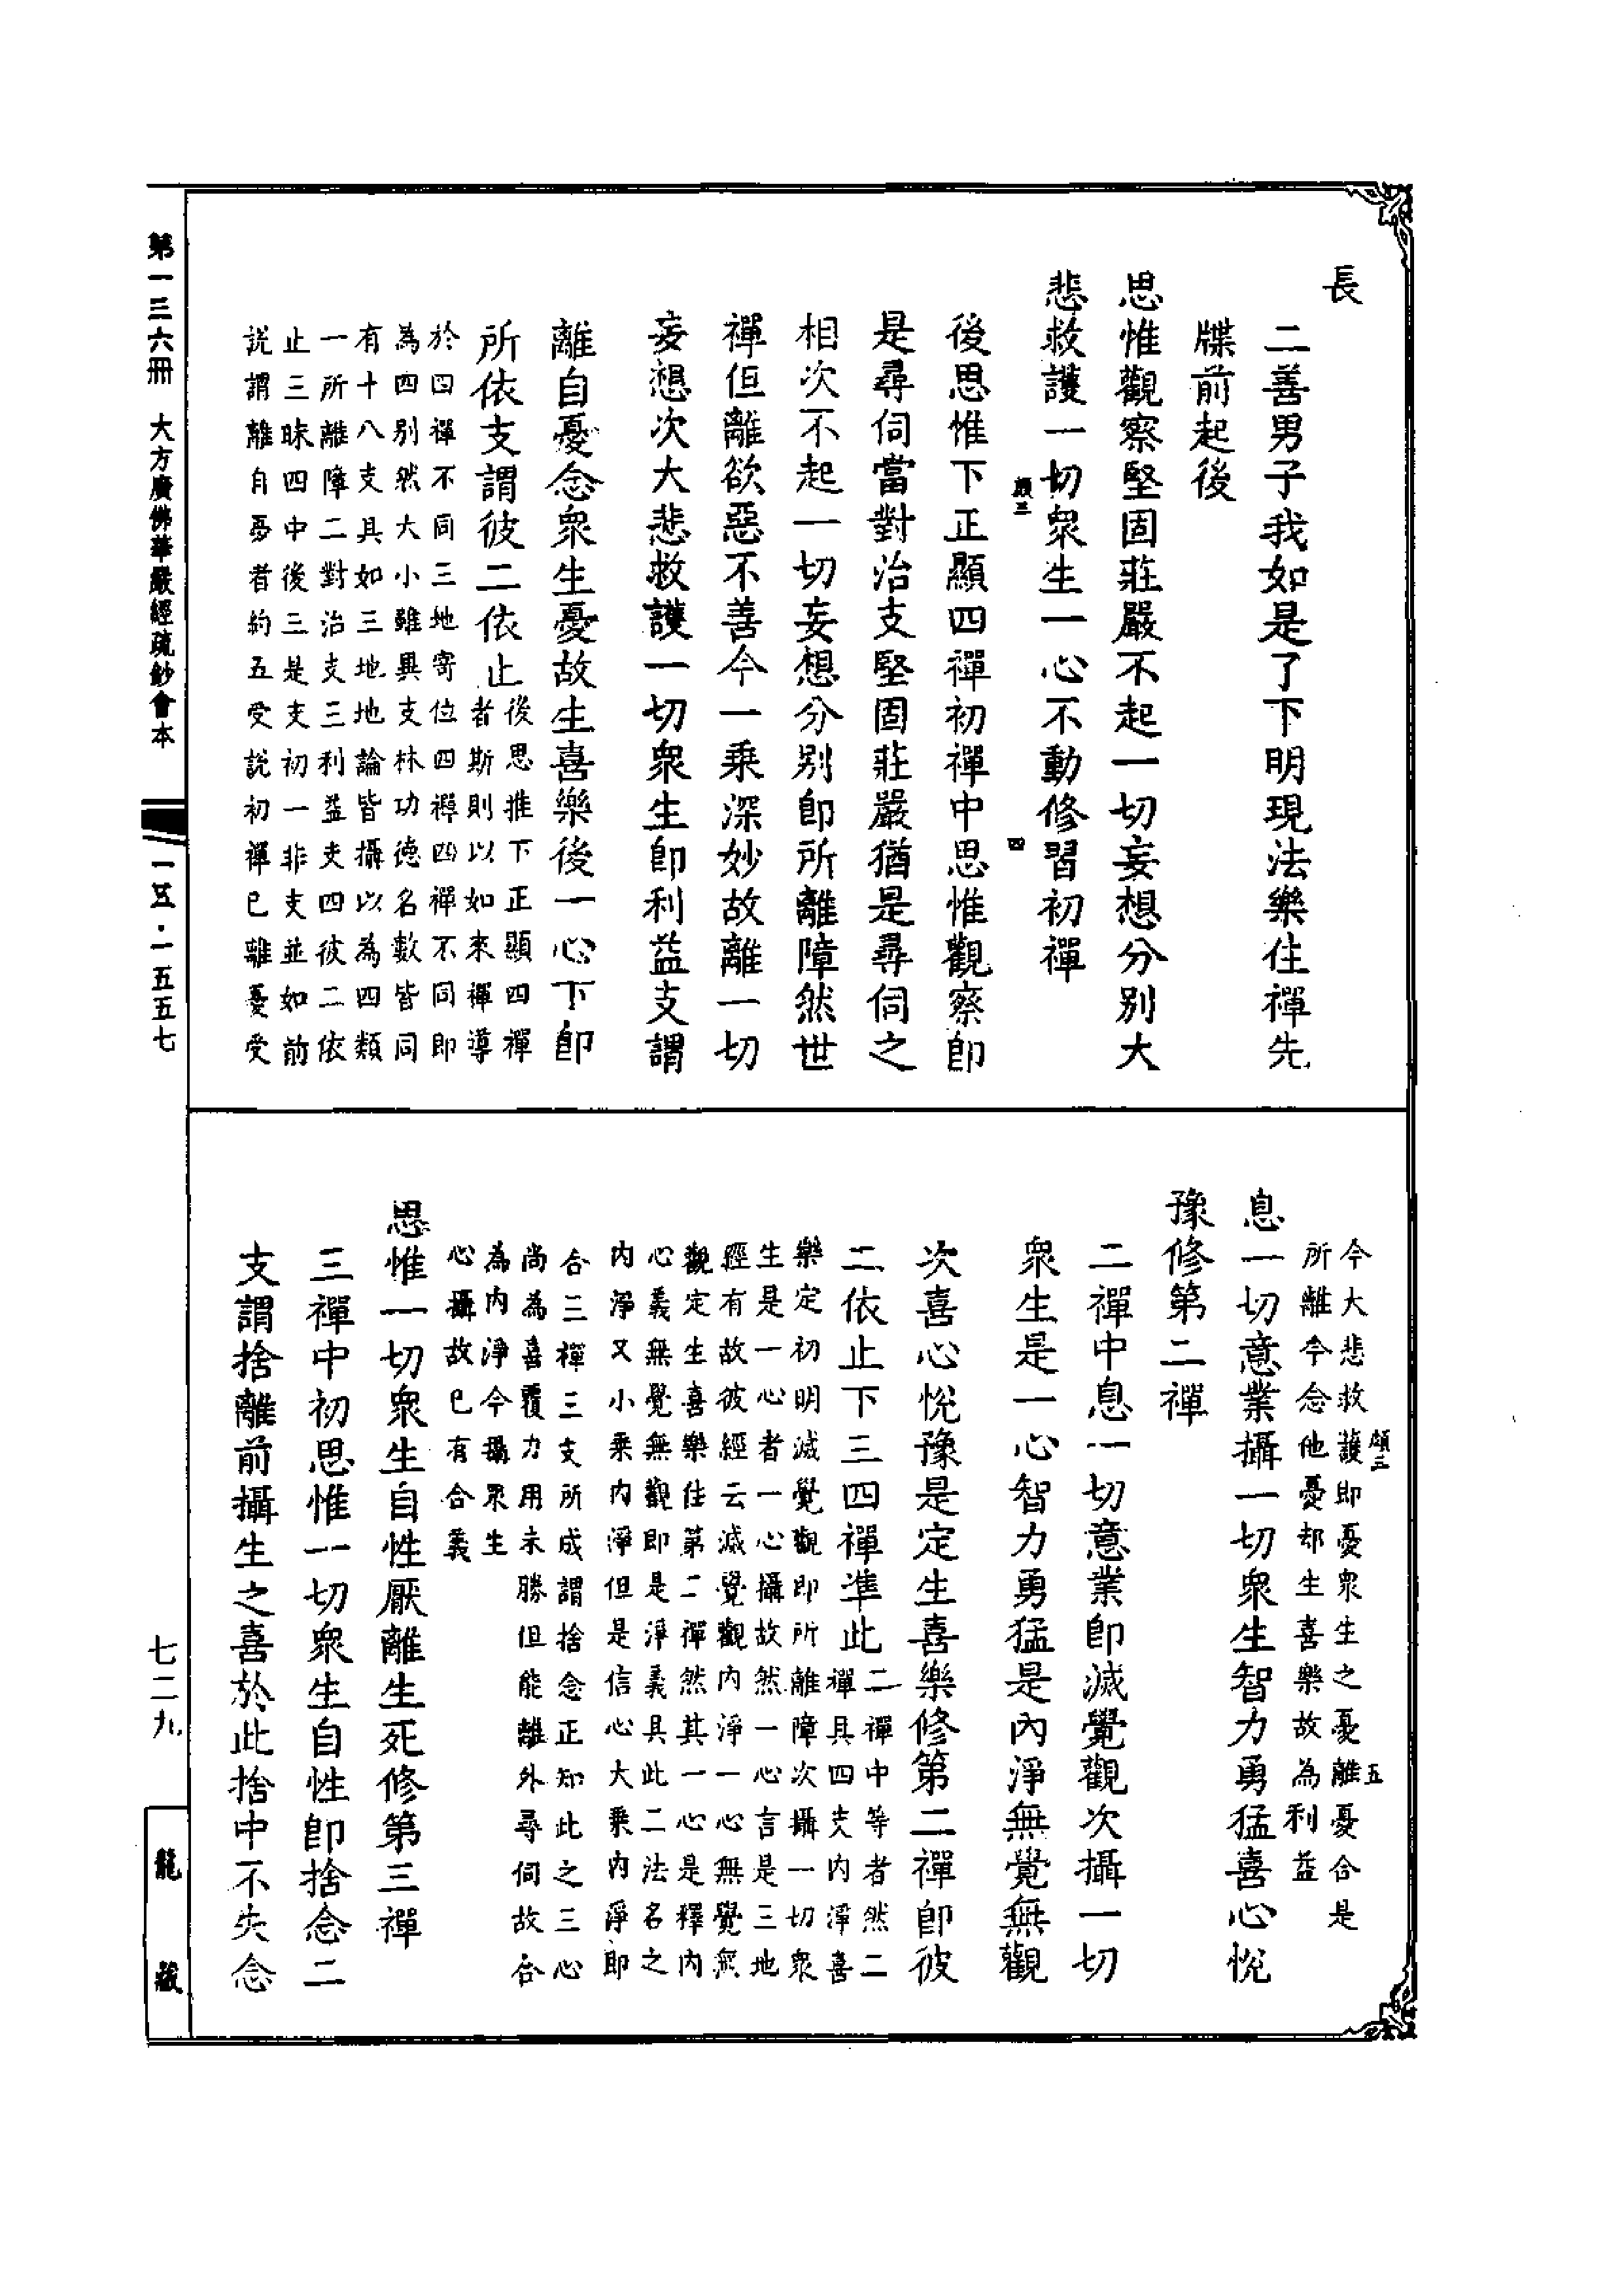 長
二善男子我如是了下明現法樂住禪先
牒前起後
思惟觀察堅固莊嚴不起一切妄想分別大
悲救護一切衆生一心不動修習初禪
四
後思惟下正顯四禪初禪中思惟觀察即
是尋伺當對治支堅固莊嚴猶是尋伺之
相次不起一切妄想分別即所離障然世
禪但離欲惡不善今一乘深妙故離一切
妄想次大悲救護一切衆生即利益支謂
離自憂念衆生憂故生喜樂後一心下即
所依支謂彼二依止
後思惟下正顯四禪
者斯則以如來禪導
於四禪不同三地寄位四禪四禪不同即
為四別然大小雖異支林功德名數皆同
有十八支具如三地地論皆攝以為四類
一所離障二對治支三利益支四彼二依
止三昧四中後三是支初一非支並如前
說謂離自憂者約五受說初禪已離憂受
今大悲救護即憂衆生之憂離憂合是
所離今念他憂却生喜樂故為利益
五
息一切意業攝一切衆生智力勇猛喜心悅
豫修第二禪
二禪中息一切意業即滅覺觀次攝一切
衆生是一心智力勇猛是內淨無覺無觀
次喜心悅豫是定生喜樂修第二禪即彼
二依止下三四禪準此
二禪中等者然二
禪具四支內淨喜
樂定初明滅覺觀即所離障次攝一切衆
生是一心者一心攝故然一心言是三地
經有故彼經云滅覺觀內淨一心無覺無
觀定生喜樂住第二禪然其一心是釋內
心義無覺無觀即是淨義具此二法名之
內淨又小乘內淨但是信心大乘內淨即
合三禪三支所成謂捨念正知此之三心
尚為喜覆力用未勝但能離外尋伺故合
為內淨今攝衆生
心攝故已有合義
思惟一切衆生自性厭離生死修第三禪
三禪中初思惟一切衆生自性即捨念二
支謂捨離前攝生之喜於此捨中不失念
第一三六冊
大方廣佛華嚴經疏鈔會本
一五·一五五七
七二九
龍藏